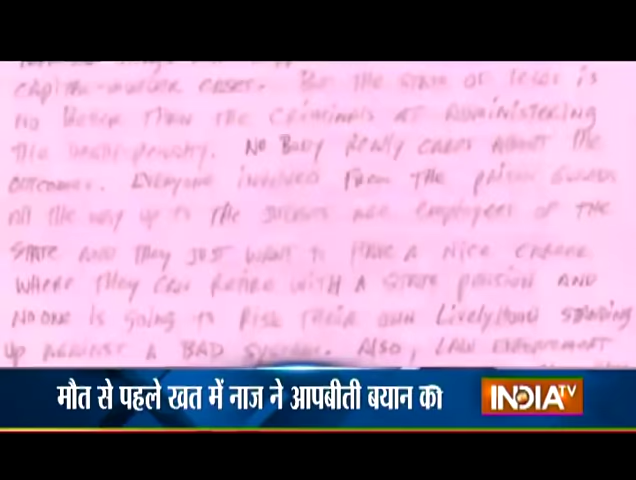 capital-murder cases. But the STATE of Texas is
no Better Than The Criminals AT Administering
The death-penalty. No Body really cares About The
outcomes. Everyone involved From The prison guards
All the way up to the Judges are employees of THE
STATE AND They JUST WANT to HAVE A Nice CAREER
WHERE THEY CAN Retire WITH A STATE pension AND
NO ONE is going to Risk Their own Livelyhood STANDING
up AGAINST A BAD System. Also, LAW ENFORCEMENT
मौत से पहले खत में नाज ने आपबीती बयान की
INDIA TV